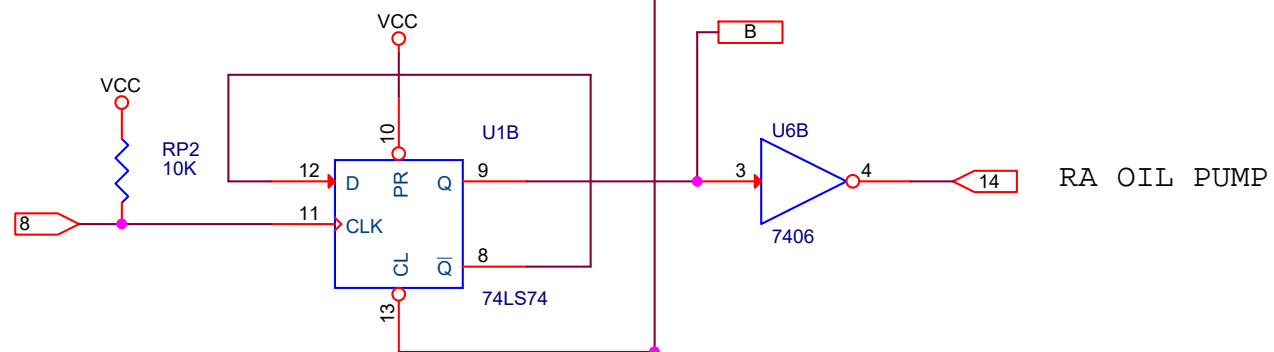 VCC
B
VCC
RP2
10K
10
U1B
U6B
12
D
PR
Q
9
3
4
14
RA OIL PUMP
8
11
CLK
7406
CL
Q̅
8
13
74LS74